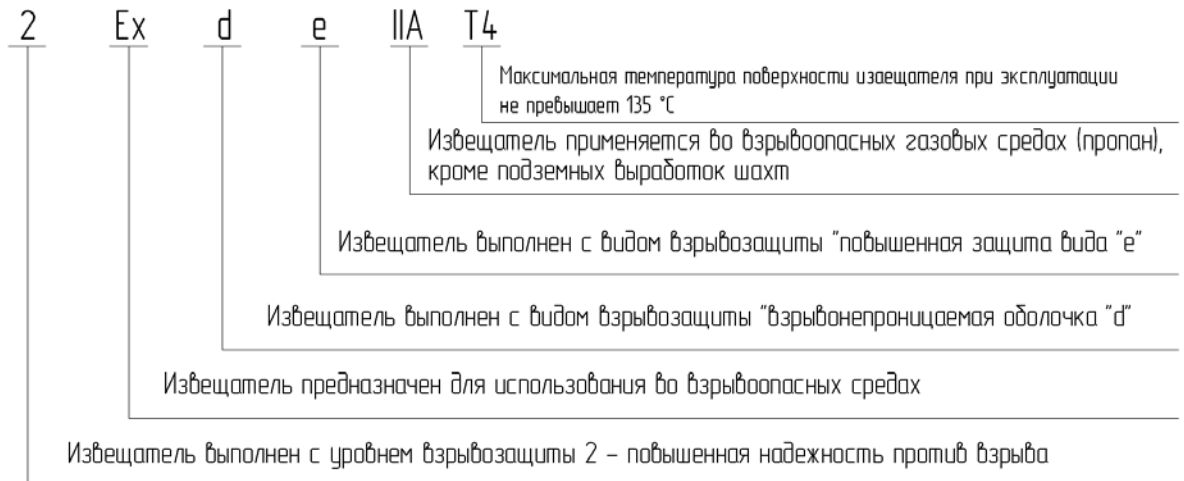 2 Ex d e IIA T4
Максимальная температура поверхности изаещателя при эксплуатации
не превышает 135 °С
Извещатель применяется во взрывоопасных газовых средах (пропан),
кроме подземных выработок шахт
Извещатель выполнен с видом взрывозащиты "повышенная защита вида "е"
Извещатель выполнен с видом взрывозащиты "взрывонепроницаемая оболочка "d"
Извещатель предназначен для использования во взрывоопасных средах
Извещатель выполнен с уровнем взрывозащиты 2 – повышенная надежность против взрыва